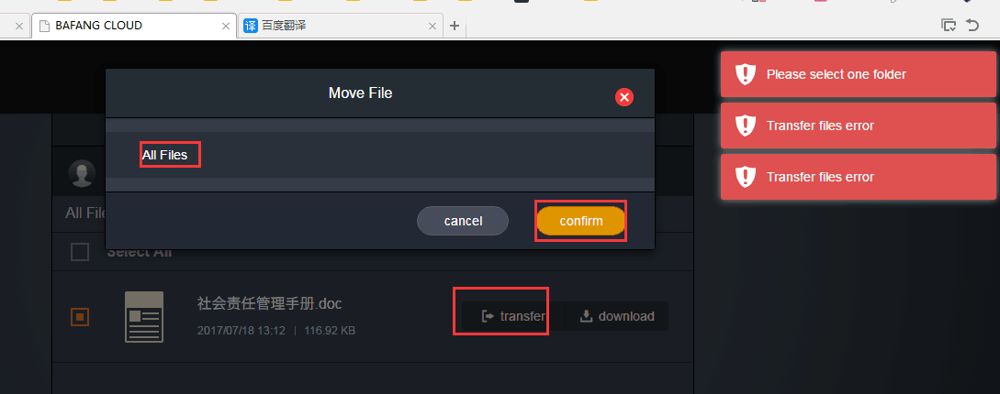 BAFANG CLOUD
译 百度翻译
Please select one folder
Move File
Transfer files error
All Files
Transfer files error
All File
cancel
confirm
Select All
社会责任管理手册.doc
transfer
download
2017/07/18 13:12 | 116.92 KB